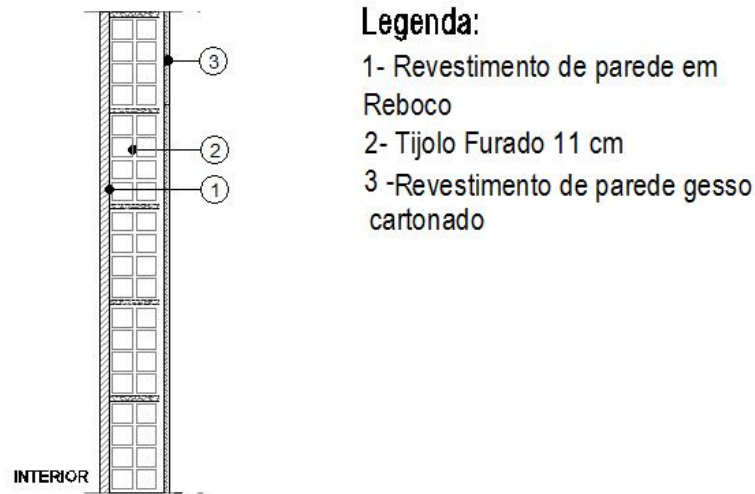 Legenda:
1- Revestimento de parede em
Reboco
2- Tijolo Furado 11 cm
3 -Revestimento de parede gesso
cartonado
3
2
1
INTERIOR